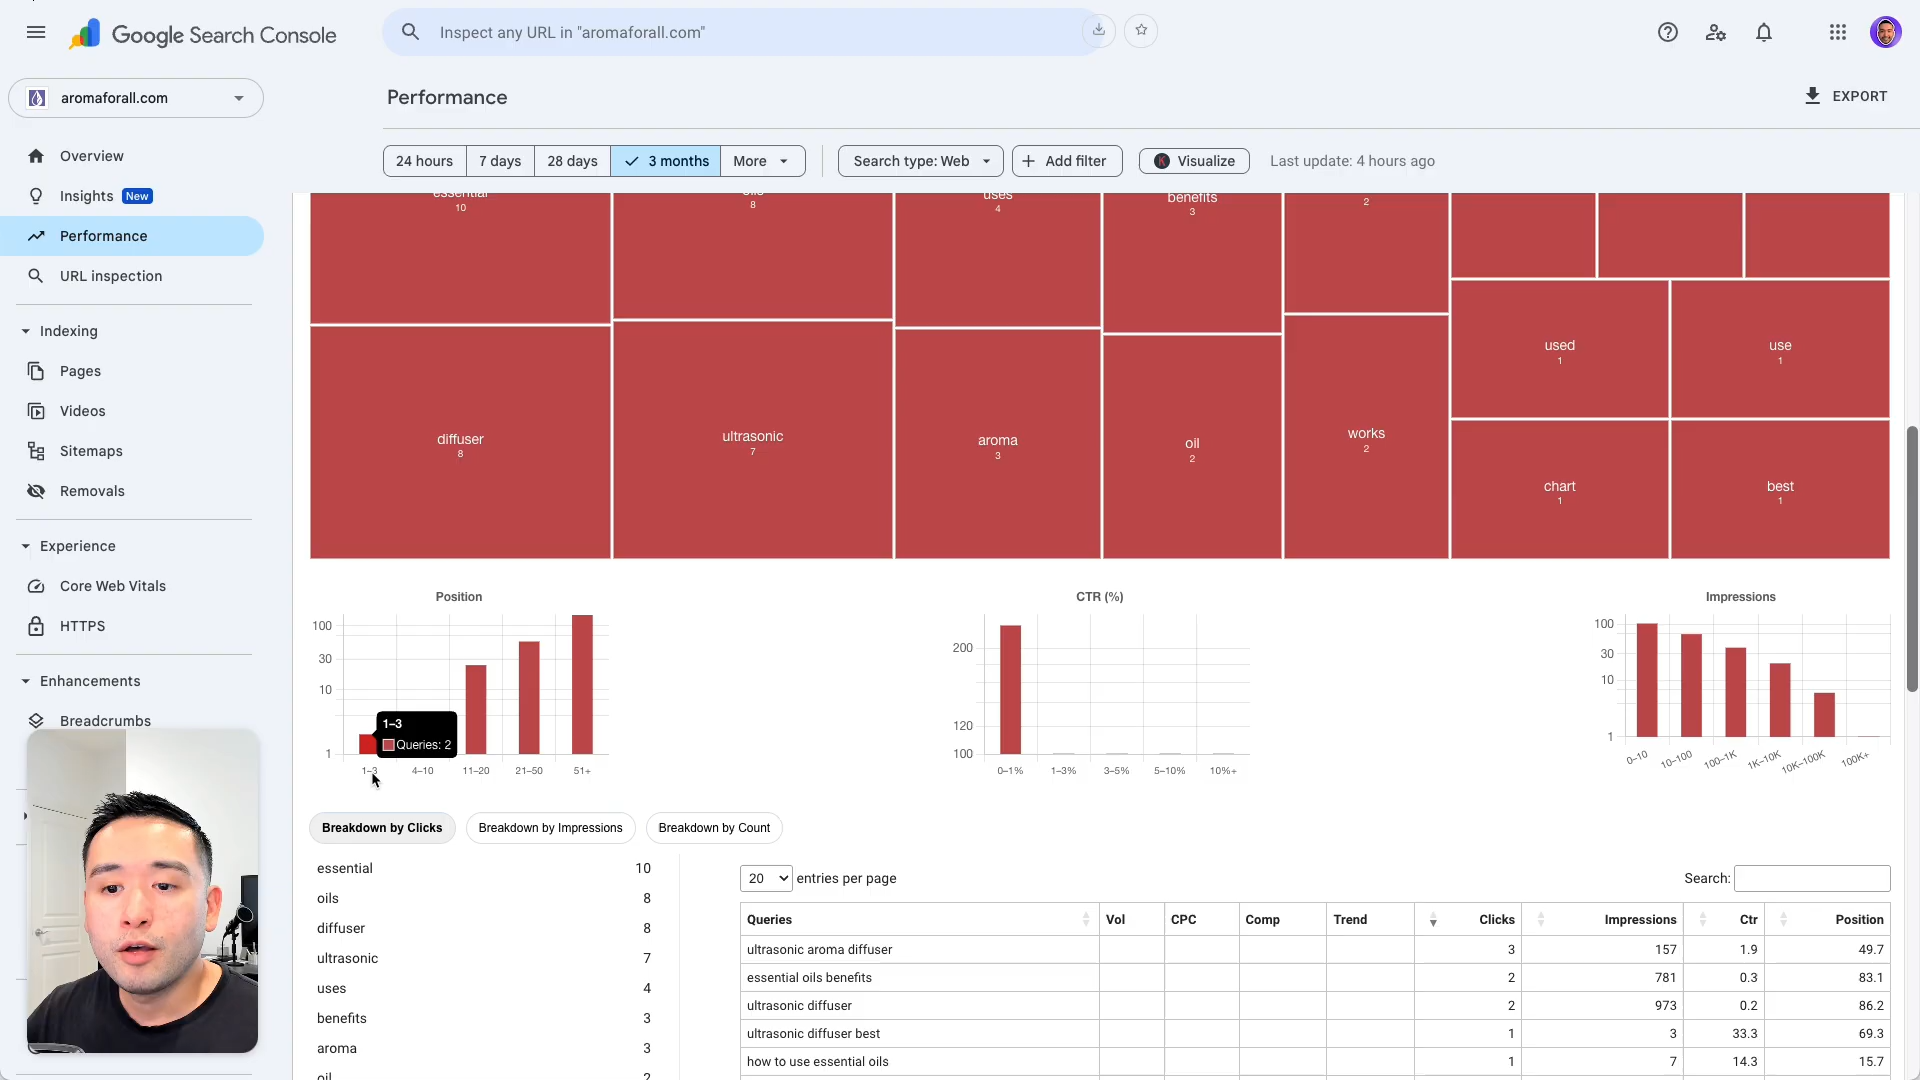 Google Search Console
Inspect any URL in "aromaforall.com"
aromaforall.com
Performance
EXPORT
24 hours
7 days
28 days
3 months
More
Search type: Web
Add filter
Visualize
Last update: 4 hours ago
Overview
Insights New
Performance
URL inspection
Indexing
Pages
Videos
Sitemaps
Removals
Experience
Core Web Vitals
HTTPS
Enhancements
Breadcrumbs
essential
10
oils
8
uses
4
benefits
3
2
diffuser
8
ultrasonic
7
aroma
3
oil
2
works
2
used
1
use
1
chart
1
best
1
Position
100
30
10
1
1–3
Queries: 2
1–3 4–10 11–20 21–50 51+
CTR (%)
200
120
100
0–1% 1–3% 3–5% 5–10% 10%+
Impressions
100
30
10
1
0–10 10–100 100–1K 1K–10K 10K–100K 100K+
Breakdown by Clicks
Breakdown by Impressions
Breakdown by Count
essential 10
oils 8
diffuser 8
ultrasonic 7
uses 4
benefits 3
aroma 3
oil 2
20 entries per page
Search:
Queries Vol CPC Comp Trend Clicks Impressions Ctr Position
ultrasonic aroma diffuser 3 157 1.9 49.7
essential oils benefits 2 781 0.3 83.1
ultrasonic diffuser 2 973 0.2 86.2
ultrasonic diffuser best 1 3 33.3 69.3
how to use essential oils 1 7 14.3 15.7